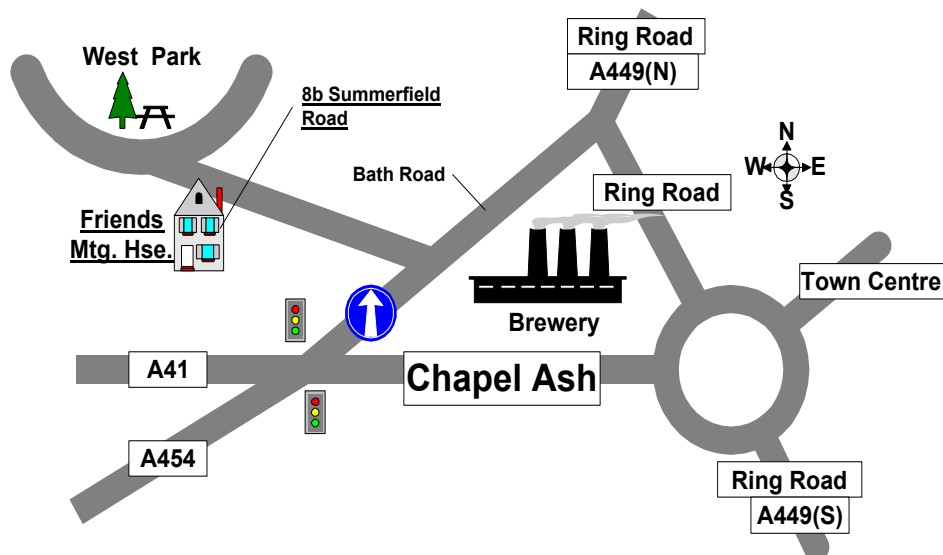 Ring Road
A449(N)
West Park
8b Summerfield
Road
N
W E
S
Bath Road
Ring Road
Friends
Mtg. Hse.
Town Centre
Brewery
A41
Chapel Ash
A454
Ring Road
A449(S)